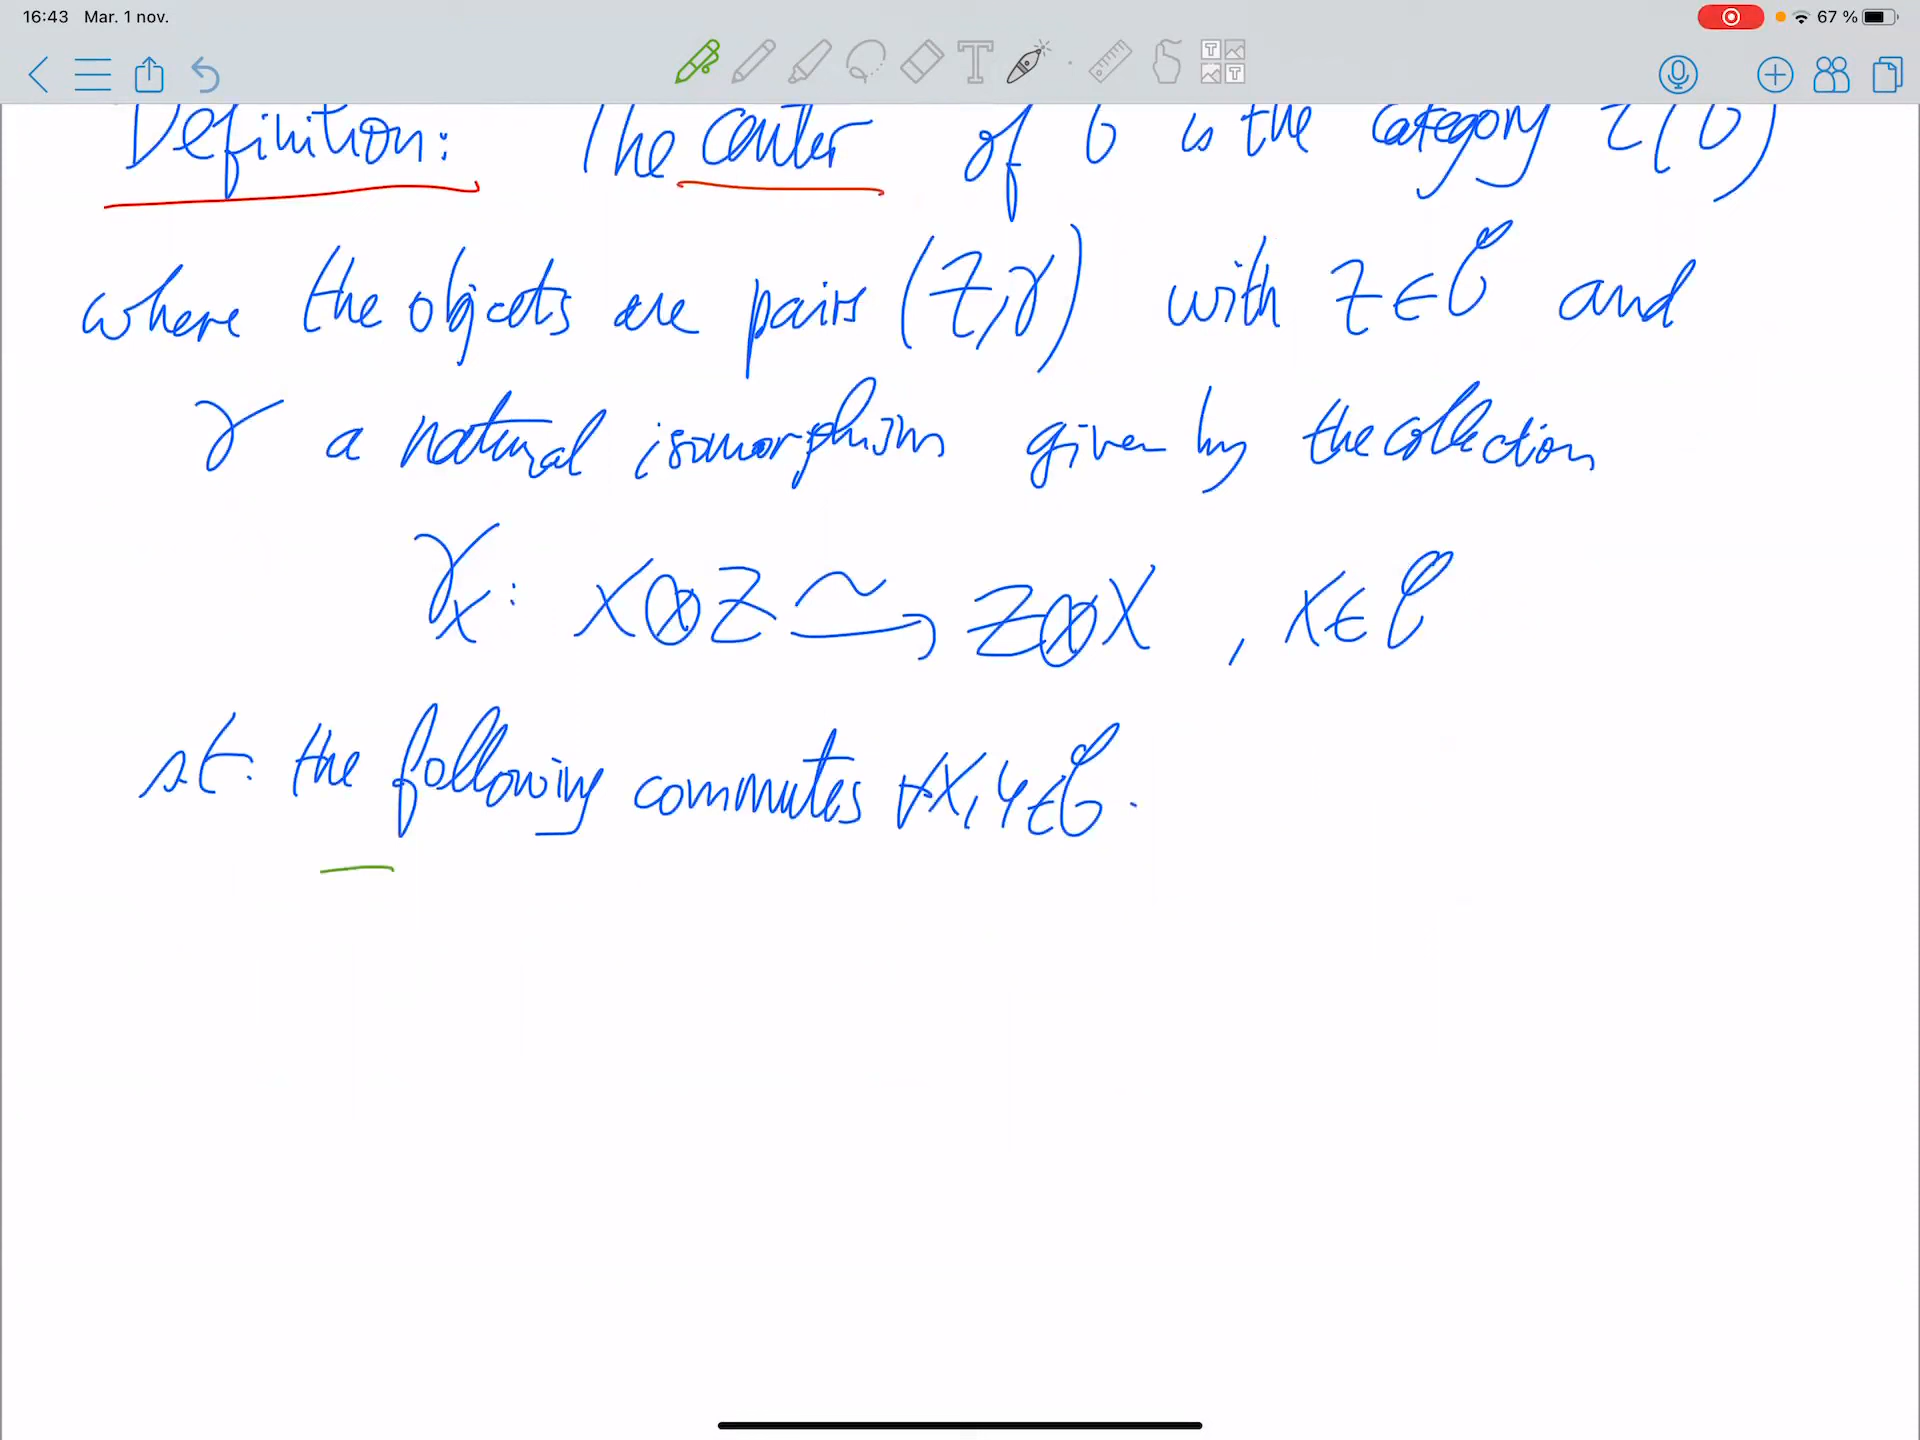 16:43 Mar. 1 nov. 67 %
Definition: The center of C is the category Z(C)
where the objects are pairs (Z,γ) with Z∈C and
γ a natural isomorphism given by the collection
γ_X: X⊗Z ⥲ Z⊗X , X∈C
st. the following commutes ∀X,Y∈C.